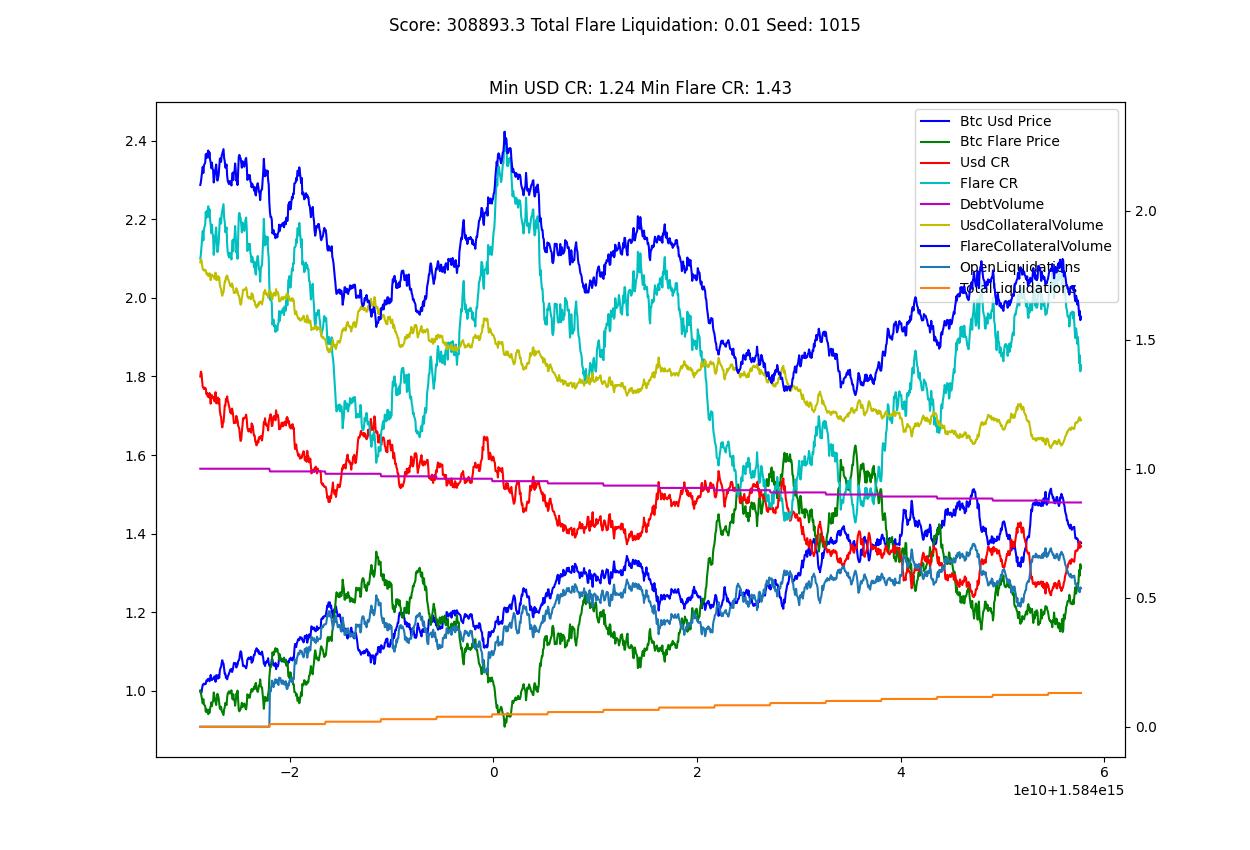 Score: 308893.3 Total Flare Liquidation: 0.01 Seed: 1015
Min USD CR: 1.24 Min Flare CR: 1.43
Btc Usd Price
Btc Flare Price
Usd CR
Flare CR
DebtVolume
UsdCollateralVolume
FlareCollateralVolume
OpenLiquidations
TotalLiquidations
2.4
2.2
2.0
1.8
1.6
1.4
1.2
1.0
2.0
1.5
1.0
0.5
0.0
−2
0
2
4
6
1e10+1.584e15